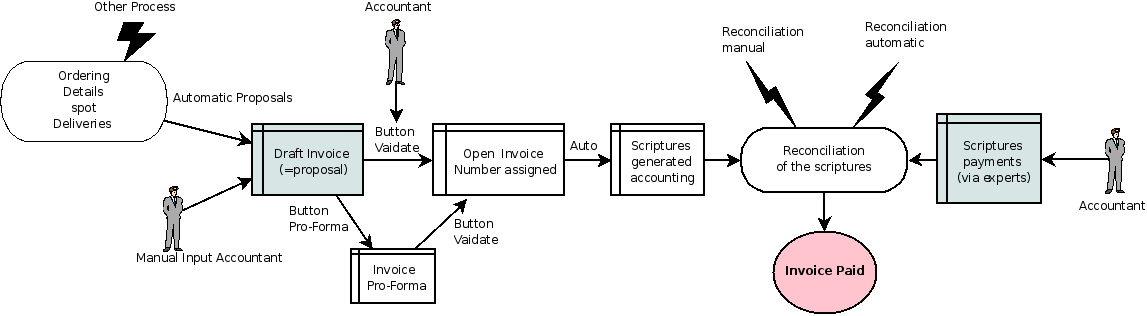 Other Process
Ordering
Details
spot
Deliveries
Automatic Proposals
Manual Input Accountant
Draft Invoice
(=proposal)
Accountant
Button
Vaidate
Button
Pro-Forma
Invoice
Pro-Forma
Button
Vaidate
Open Invoice
Number assigned
Auto
Scriptures
generated
accounting
Reconciliation
manual
Reconciliation
automatic
Reconciliation
of the scriptures
Invoice Paid
Scriptures
payments
(via experts)
Accountant